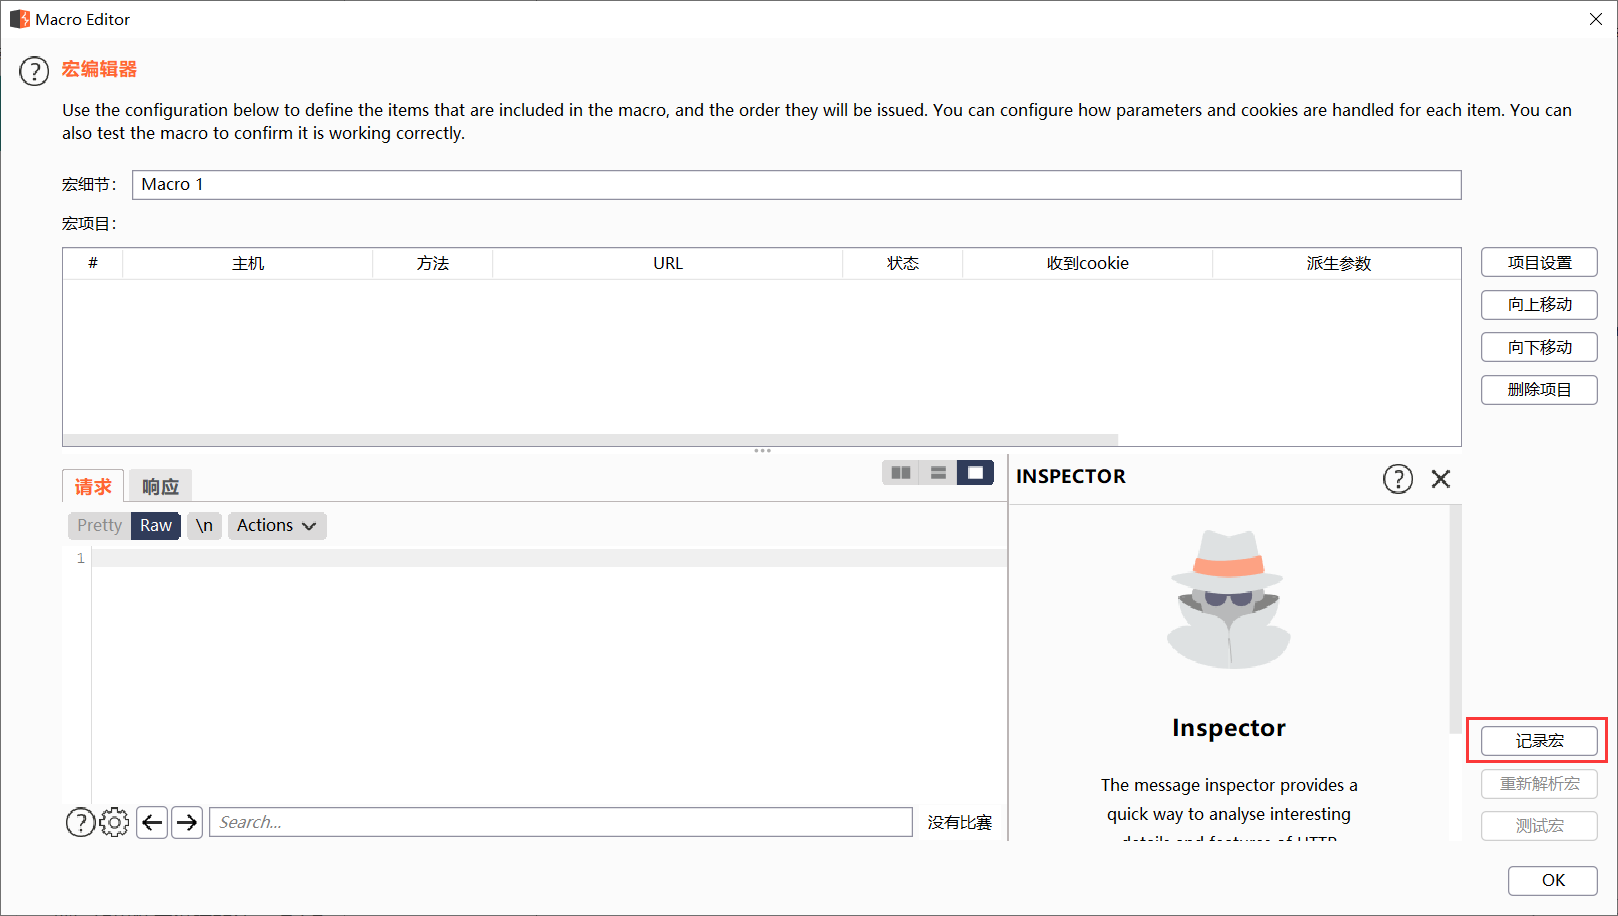 Macro Editor
宏编辑器
Use the configuration below to define the items that are included in the macro, and the order they will be issued. You can configure how parameters and cookies are handled for each item. You can
also test the macro to confirm it is working correctly.
宏细节： Macro 1
宏项目：
# 主机 方法 URL 状态 收到cookie 派生参数
项目设置
向上移动
向下移动
删除项目
请求 响应
INSPECTOR
Pretty Raw \n Actions
1
Inspector
The message inspector provides a
quick way to analyse interesting
details and features of HTTP
记录宏
重新解析宏
测试宏
Search...
没有比赛
OK